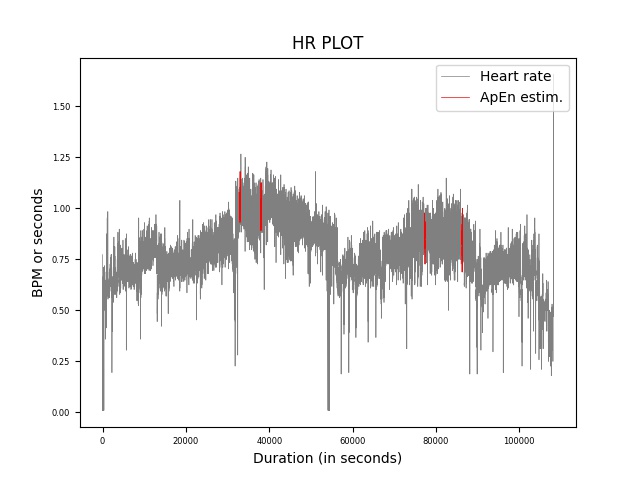 HR PLOT
Heart rate
ApEn estim.
BPM or seconds
1.50
1.25
1.00
0.75
0.50
0.25
0.00
0
20000
40000
60000
80000
100000
Duration (in seconds)